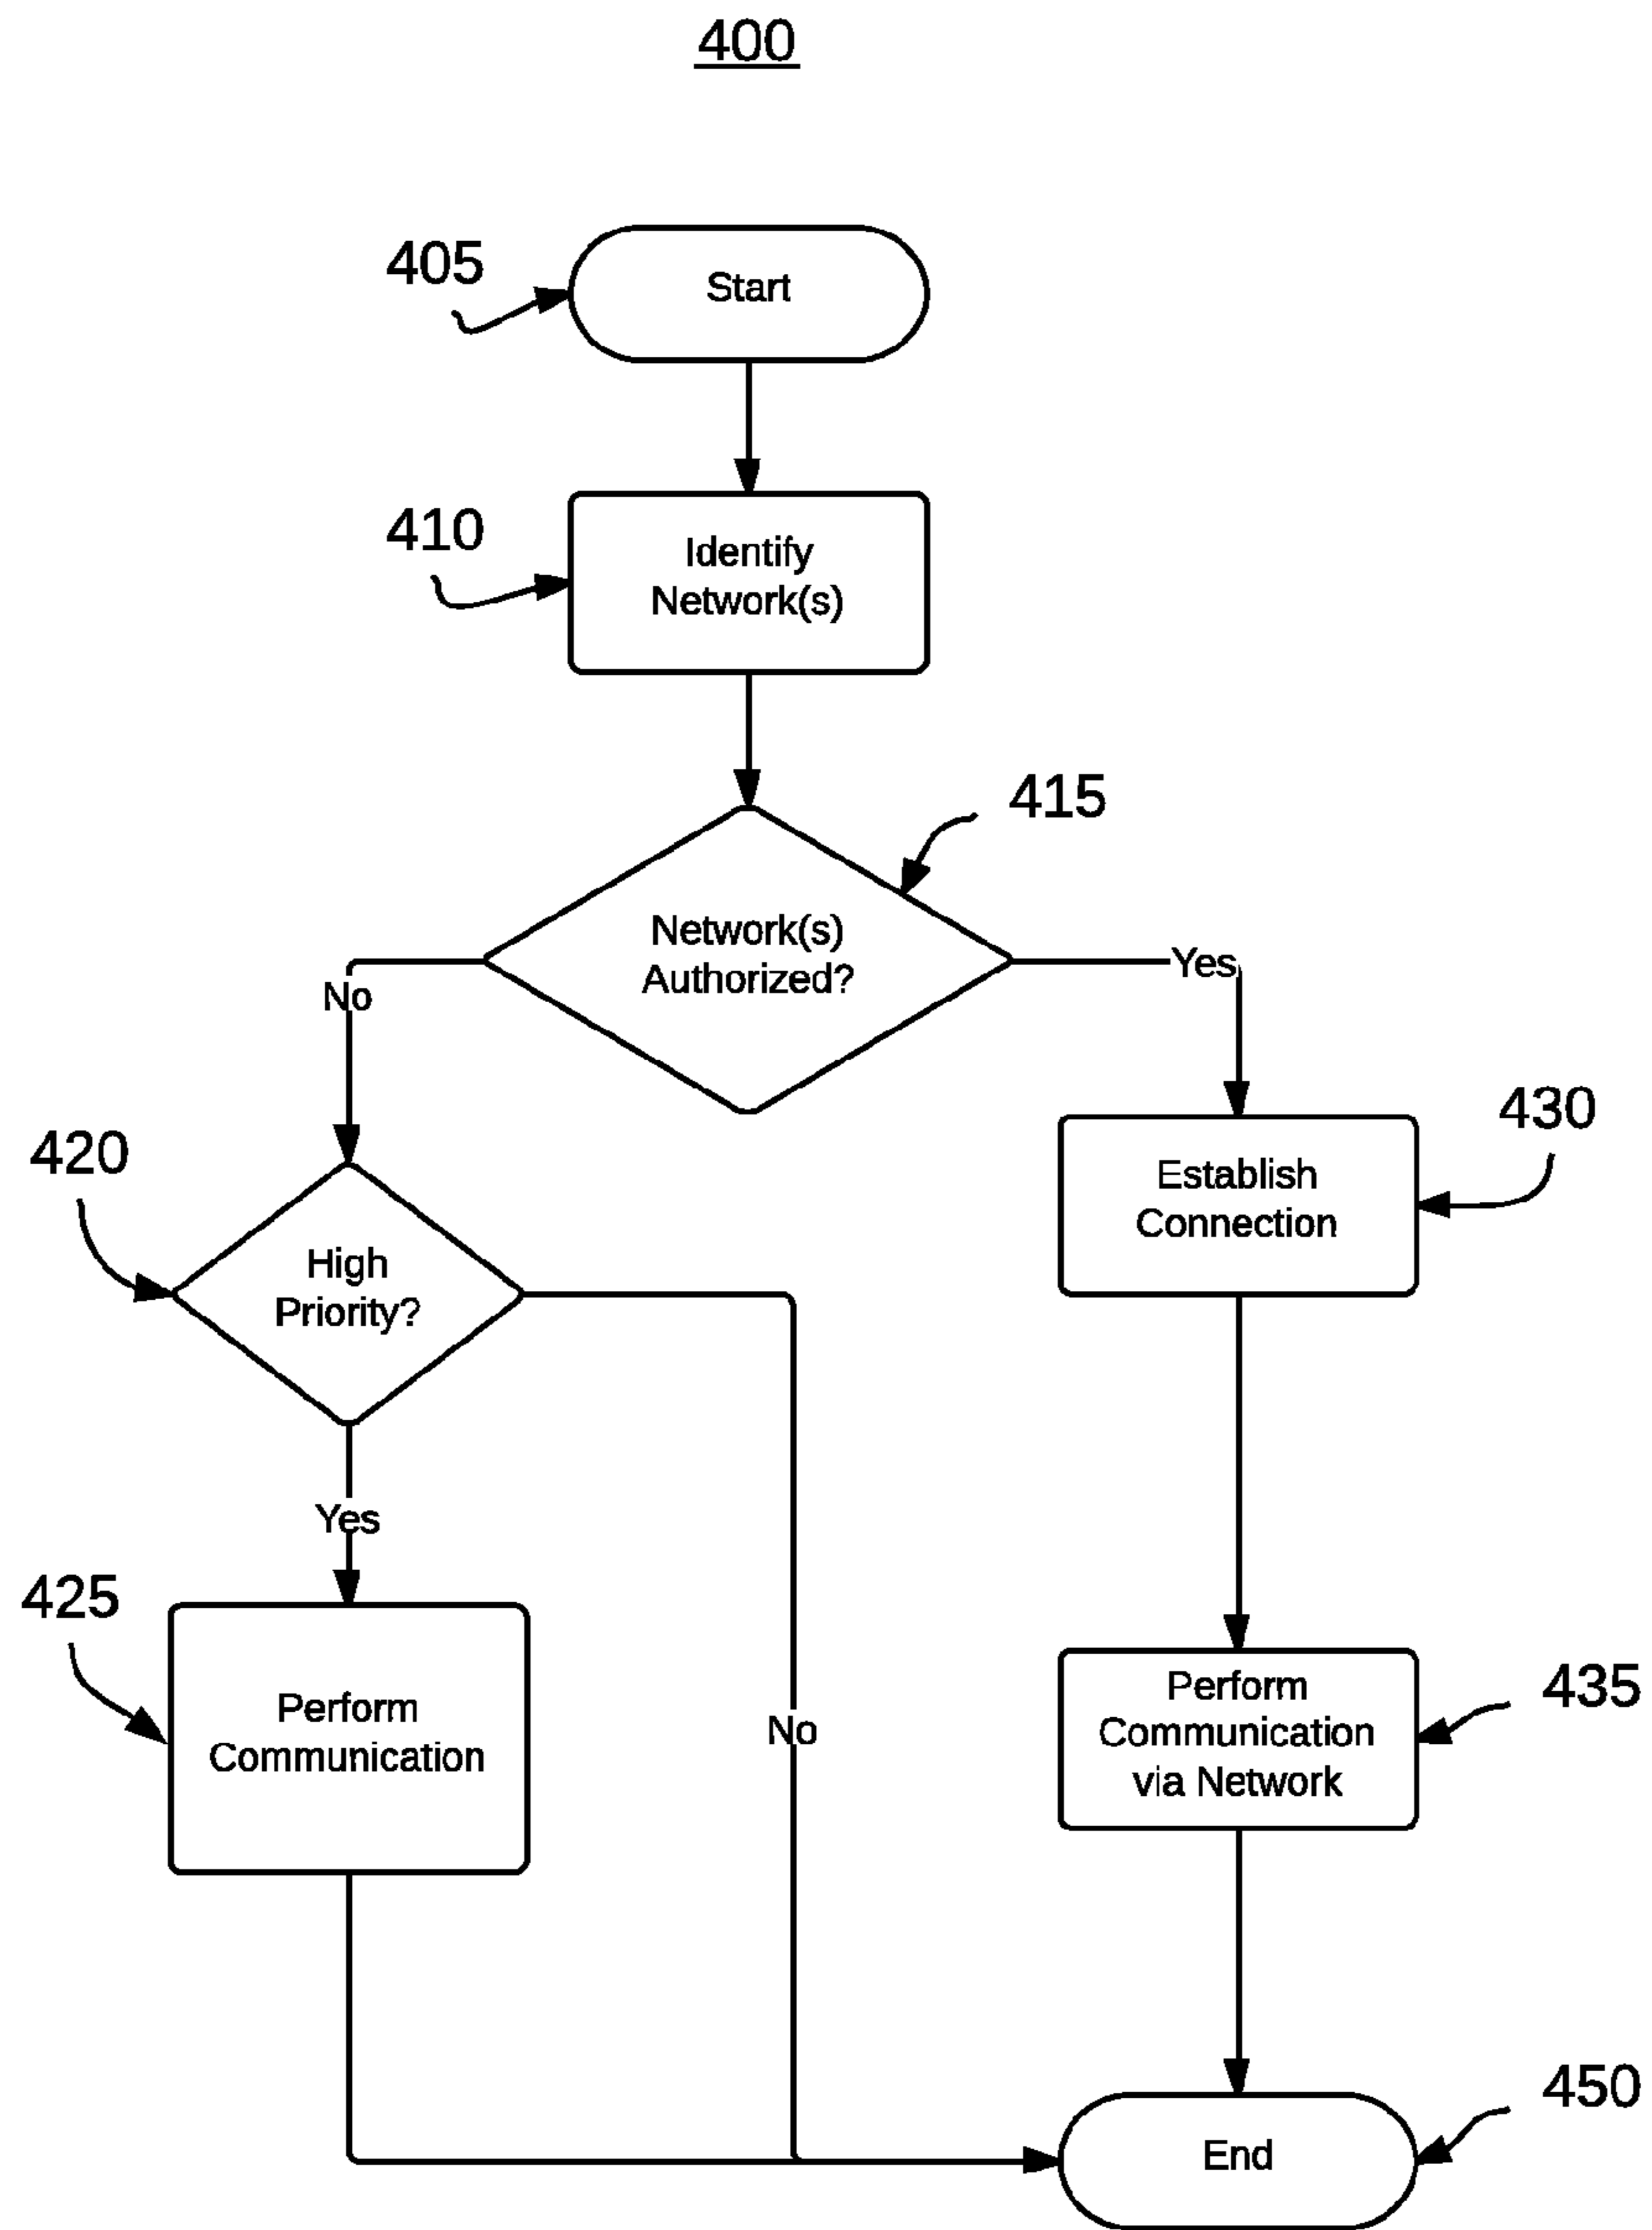 400
405
Start
410
Identify
Network(s)
415
Network(s)
Authorized?
No
Yes
420
High
Priority?
430
Establish
Connection
Yes
425
Perform
Communication
No
435
Perform
Communication
via Network
450
End